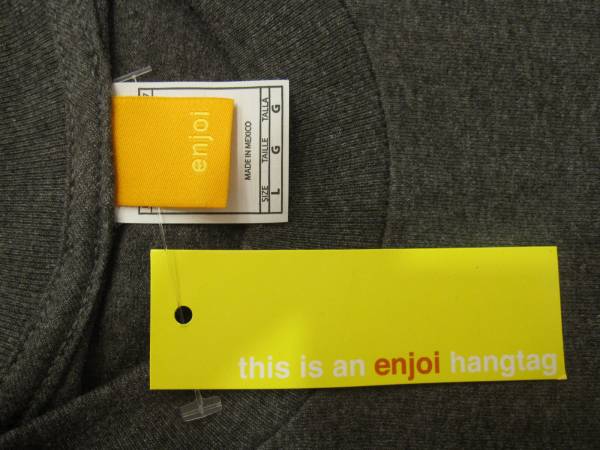 enjoi
SIZE TAILLE TALLA
L G G
MADE IN MEXICO
this is an enjoi hangtag